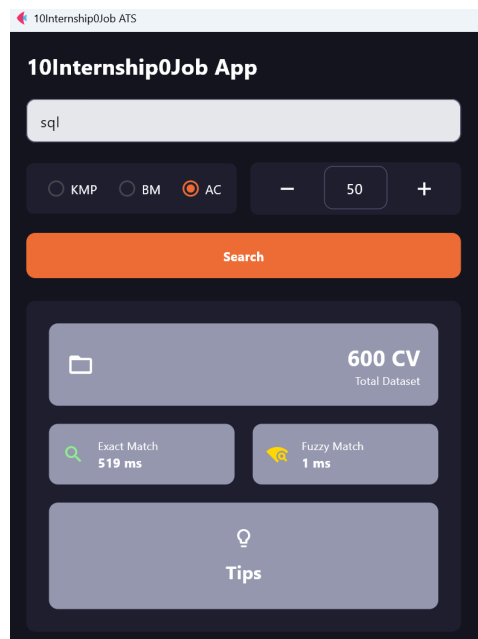 10Internship0Job ATS
10Internship0Job App
sql
KMP BM AC − 50 +
Search
600 CV
Total Dataset
Exact Match
519 ms
Fuzzy Match
1 ms
Tips